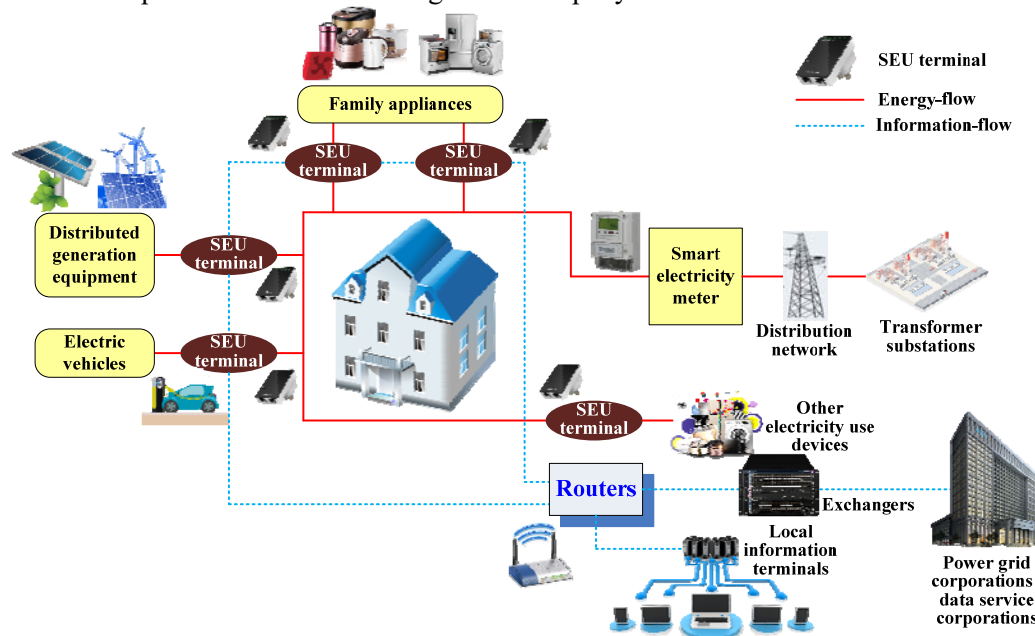 SEU terminal
Energy-flow
Information-flow
Family appliances
SEU
terminal
SEU
terminal
Distributed
generation
equipment
SEU
terminal
Smart
electricity
meter
Distribution
network
Transformer
substations
Electric
vehicles
SEU
terminal
SEU
terminal
Other
electricity use
devices
Routers
Exchangers
Local
information
terminals
Power grid
corporations
data service
corporations